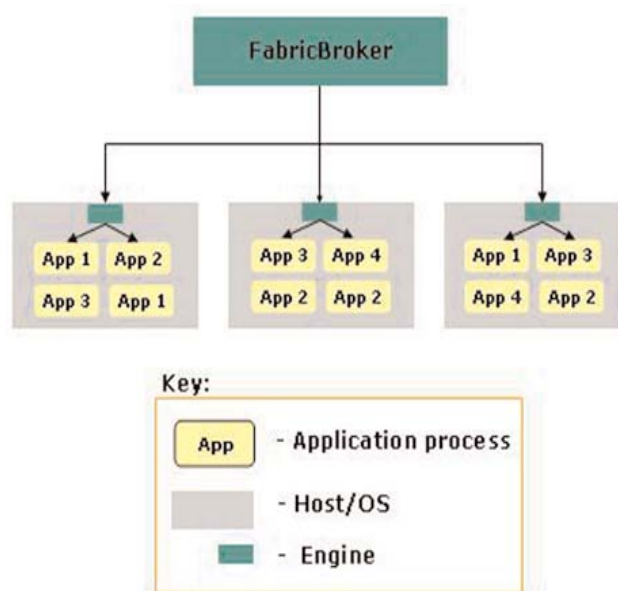 FabricBroker
App 1 App 2
App 3 App 1
App 3 App 4
App 2 App 2
App 1 App 3
App 4 App 2
Key:
App - Application process
- Host/OS
- Engine